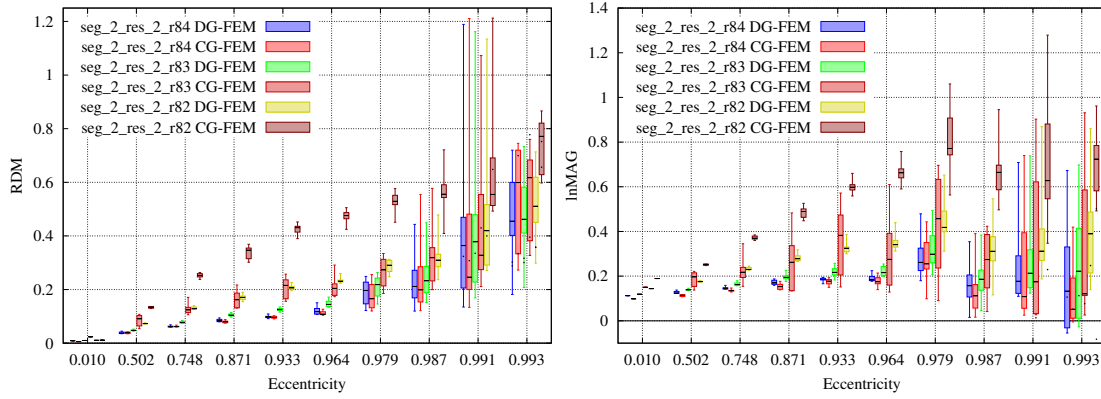 RDM
1.2
1
0.8
0.6
0.4
0.2
0
seg_2_res_2_r84 DG-FEM
seg_2_res_2_r84 CG-FEM
seg_2_res_2_r83 DG-FEM
seg_2_res_2_r83 CG-FEM
seg_2_res_2_r82 DG-FEM
seg_2_res_2_r82 CG-FEM
0.010 0.502 0.748 0.871 0.933 0.964 0.979 0.987 0.991 0.993
Eccentricity
lnMAG
1.4
1.2
1
0.8
0.6
0.4
0.2
0
seg_2_res_2_r84 DG-FEM
seg_2_res_2_r84 CG-FEM
seg_2_res_2_r83 DG-FEM
seg_2_res_2_r83 CG-FEM
seg_2_res_2_r82 DG-FEM
seg_2_res_2_r82 CG-FEM
0.010 0.502 0.748 0.871 0.933 0.964 0.979 0.987 0.991 0.993
Eccentricity